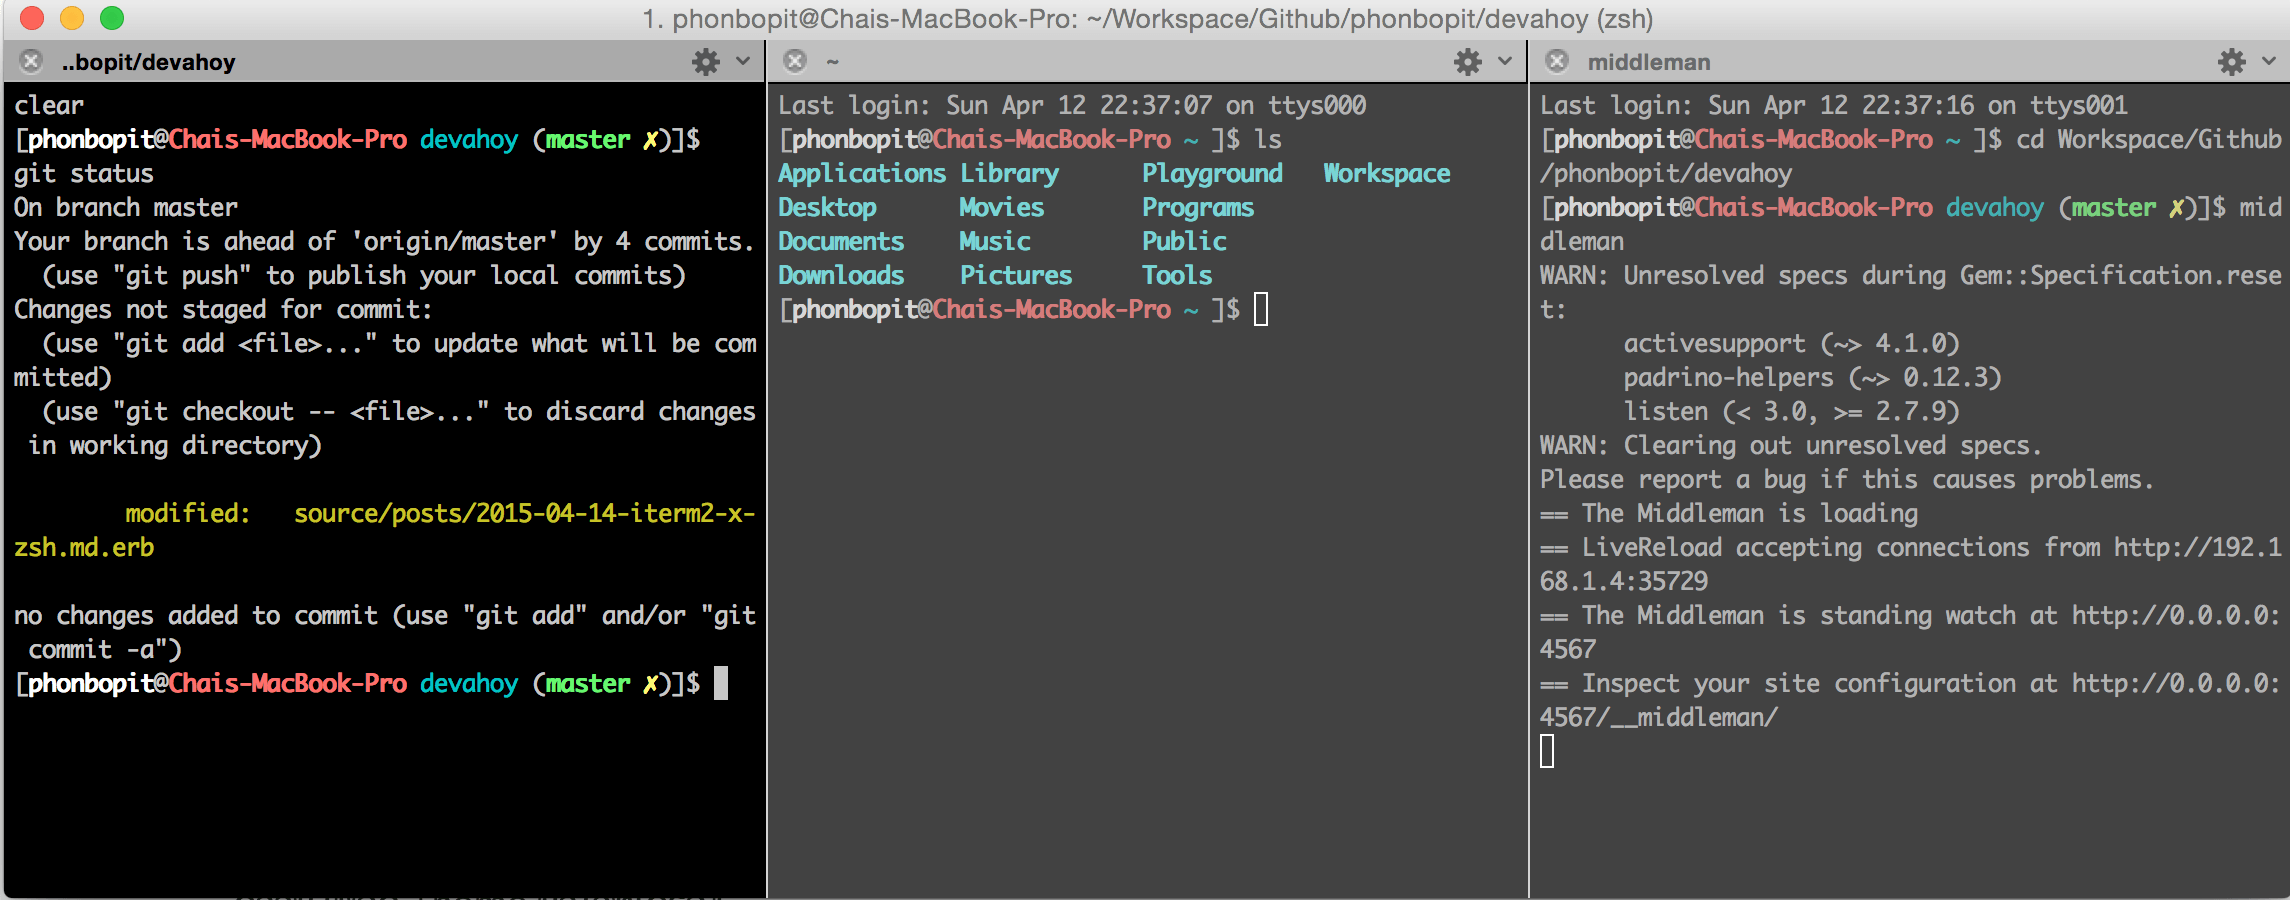 1. phonbopit@Chais-MacBook-Pro: ~/Workspace/Github/phonbopit/devahoy (zsh)
..bopit/devahoy
clear
[phonbopit@Chais-MacBook-Pro devahoy (master ✗)]$
git status
On branch master
Your branch is ahead of 'origin/master' by 4 commits.
  (use "git push" to publish your local commits)
Changes not staged for commit:
  (use "git add <file>..." to update what will be com
mitted)
  (use "git checkout -- <file>..." to discard changes
 in working directory)
        modified:   source/posts/2015-04-14-iterm2-x-
zsh.md.erb
no changes added to commit (use "git add" and/or "git
 commit -a")
[phonbopit@Chais-MacBook-Pro devahoy (master ✗)]$
~
Last login: Sun Apr 12 22:37:07 on ttys000
[phonbopit@Chais-MacBook-Pro ~ ]$ ls
Applications Library      Playground   Workspace
Desktop      Movies       Programs
Documents    Music        Public
Downloads    Pictures     Tools
[phonbopit@Chais-MacBook-Pro ~ ]$
middleman
Last login: Sun Apr 12 22:37:16 on ttys001
[phonbopit@Chais-MacBook-Pro ~ ]$ cd Workspace/Github
/phonbopit/devahoy
[phonbopit@Chais-MacBook-Pro devahoy (master ✗)]$ mid
dleman
WARN: Unresolved specs during Gem::Specification.rese
t:
      activesupport (~> 4.1.0)
      padrino-helpers (~> 0.12.3)
      listen (< 3.0, >= 2.7.9)
WARN: Clearing out unresolved specs.
Please report a bug if this causes problems.
== The Middleman is loading
== LiveReload accepting connections from http://192.1
68.1.4:35729
== The Middleman is standing watch at http://0.0.0.0:
4567
== Inspect your site configuration at http://0.0.0.0:
4567/__middleman/